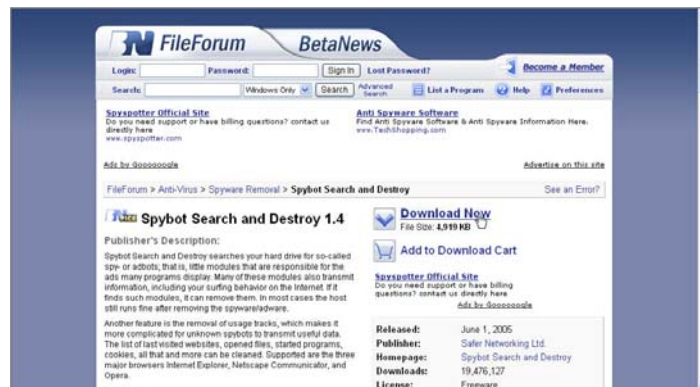 FileForum BetaNews
Login: Password: Sign In Lost Password? Become a Member
Search: Windows Only Search Advanced Search List a Program Help Preferences
Spyspotter Official Site
Do you need support or have billing questions? contact us
directly here
www.spyspotter.com
Anti Spyware Software
Find Anti Spyware Software & Anti Spyware Information Here.
www.TechShopping.com
Ads by Goooooogle
Advertise on this site
FileForum > Anti-Virus > Spyware Removal > Spybot Search and Destroy See an Error?
Spybot Search and Destroy 1.4
Publisher's Description:
Spybot Search and Destroy searches your hard drive for so-called
spy- or adbots; that is, little modules that are responsible for the
ads many programs display. Many of these modules also transmit
information, including your surfing behavior on the Internet. If it
finds such modules, it can remove them. In most cases the host
still runs fine after removing the spyware/adware.
Another feature is the removal of usage tracks, which makes it
more complicated for unknown spybots to transmit useful data.
The list of last visited websites, opened files, started programs,
cookies, all that and more can be cleaned. Supported are the three
major browsers Internet Explorer, Netscape Communicator, and
Opera.
Download Now
File Size: 4,919 KB
Add to Download Cart
Spyspotter Official Site
Do you need support or have billing
questions? contact us directly here
Ads by Goooooogle
Released: June 1, 2005
Publisher: Safer Networking Ltd.
Homepage: Spybot Search and Destroy
Downloads: 19,476,127
License: Freeware